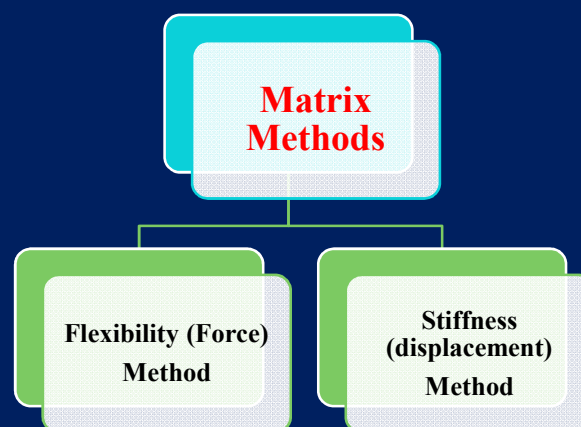 Matrix
Methods
Flexibility (Force)
Method
Stiffness
(displacement)
Method